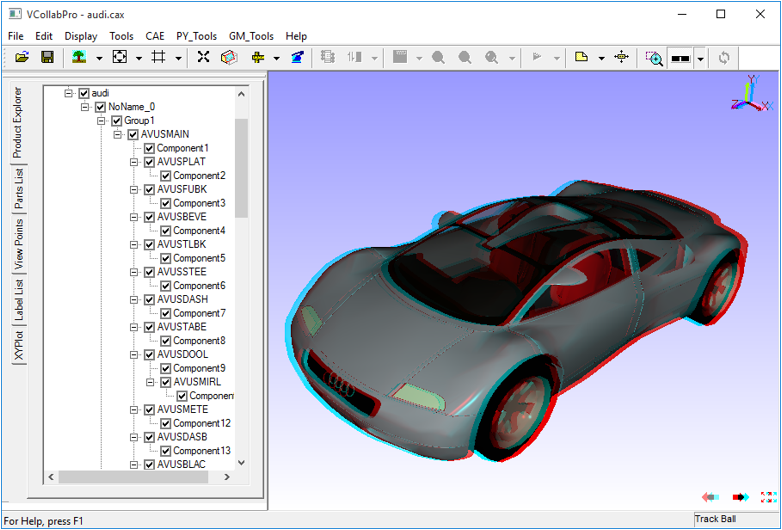 VCollabPro - audi.cax
File Edit Display Tools CAE PY_Tools GM_Tools Help
Product Explorer
Parts List
View Points
Label List
XYPlot
audi
NoName_0
Group1
AVUSMAIN
Component1
AVUSPLAT
Component2
AVUSFUBK
Component3
AVUSBEVE
Component4
AVUSTLBK
Component5
AVUSSTEE
Component6
AVUSDASH
Component7
AVUSTABE
Component8
AVUSDOOL
Component9
AVUSMIRL
Componen
AVUSMETE
Component12
AVUSDASB
Component13
AVUSBLAC
Y
Z X
For Help, press F1
Track Ball